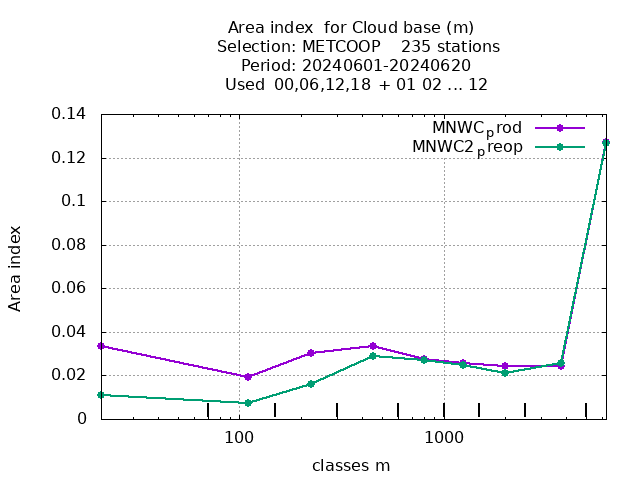 Area index  for Cloud base (m)
Selection: METCOOP    235 stations
Period: 20240601-20240620
Used  00,06,12,18 + 01 02 ... 12
0.14
MNWCprod
MNWC2preop
0.12
0.1
0.08
0.06
0.04
0.02
0
Area index
100
1000
classes m